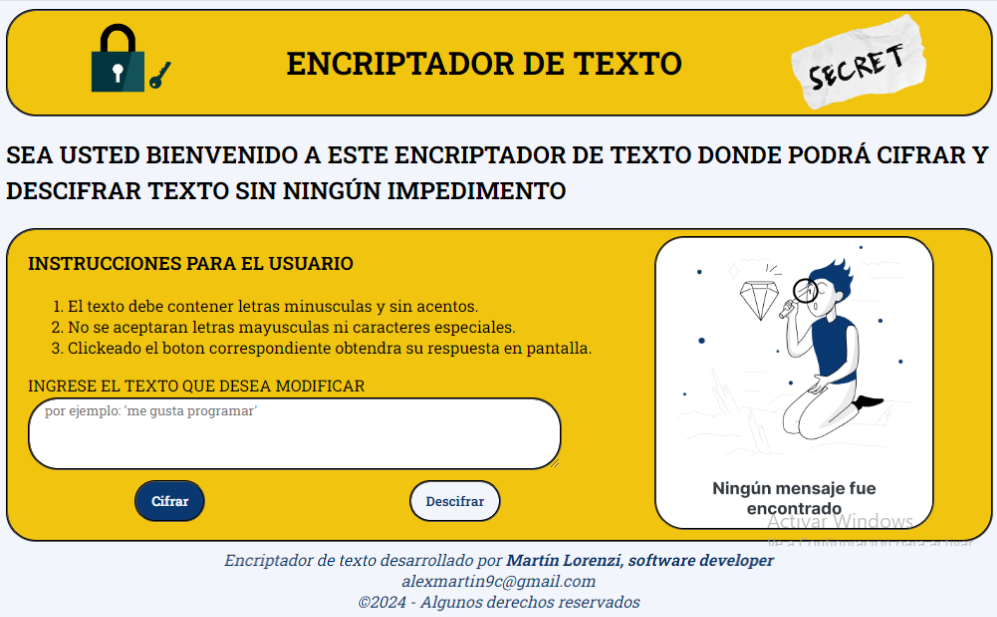 ENCRIPTADOR DE TEXTO
SECRET
SEA USTED BIENVENIDO A ESTE ENCRIPTADOR DE TEXTO DONDE PODRÁ CIFRAR Y
DESCIFRAR TEXTO SIN NINGÚN IMPEDIMENTO
INSTRUCCIONES PARA EL USUARIO
1. El texto debe contener letras minusculas y sin acentos.
2. No se aceptaran letras mayusculas ni caracteres especiales.
3. Clickeado el boton correspondiente obtendra su respuesta en pantalla.
INGRESE EL TEXTO QUE DESEA MODIFICAR
por ejemplo: 'me gusta programar'
Cifrar
Descifrar
Ningún mensaje fue
encontrado
Activar Windows
Encriptador de texto desarrollado por Martín Lorenzi, software developer
alexmartin9c@gmail.com
©2024 - Algunos derechos reservados